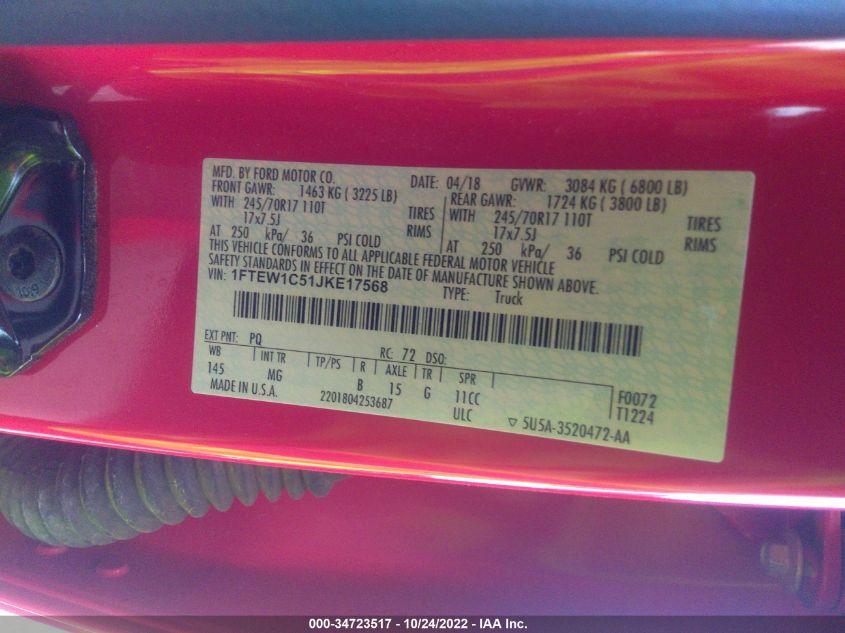 MFD. BY FORD MOTOR CO.
DATE: 04/18 GVWR: 3084 KG ( 6800 LB)
FRONT GAWR: 1463 KG ( 3225 LB) REAR GAWR: 1724 KG ( 3800 LB)
WITH 245/70R17 110T TIRES WITH 245/70R17 110T TIRES
17x7.5J RIMS 17x7.5J RIMS
AT 250 kPa/ 36 PSI COLD AT 250 kPa/ 36 PSI COLD
THIS VEHICLE CONFORMS TO ALL APPLICABLE FEDERAL MOTOR VEHICLE
SAFETY STANDARDS IN EFFECT ON THE DATE OF MANUFACTURE SHOWN ABOVE.
VIN: 1FTEW1C51JKE17568
TYPE: Truck
EXT PNT: PQ RC: 72 DSO:
WB INT TR TP/PS R AXLE TR SPR
145 MG B 15 G 11CC F0072
MADE IN U.S.A. 2201804253687 ULC T1224
▽ 5U5A-3520472-AA
10.9
000-34723517 - 10/24/2022 - IAA Inc.